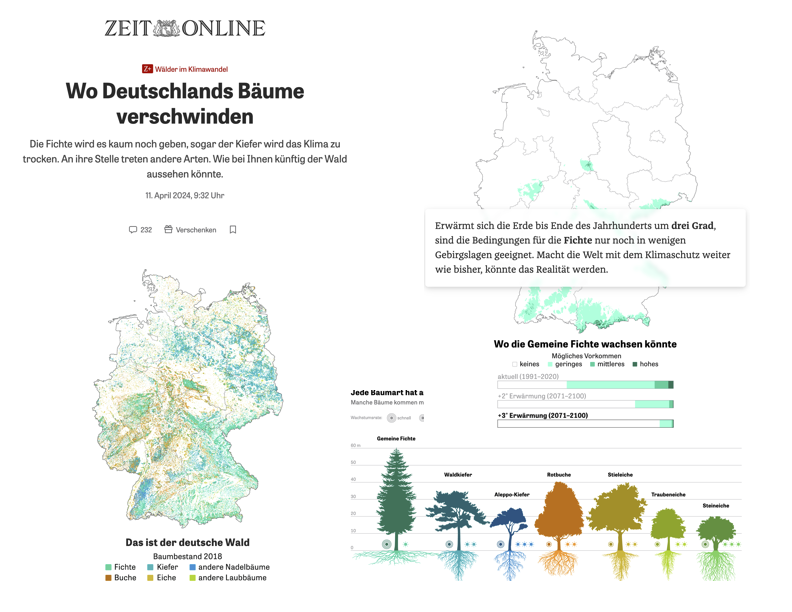 ZEIT ONLINE
Z+ Wälder im Klimawandel
Wo Deutschlands Bäume
verschwinden
Die Fichte wird es kaum noch geben, sogar der Kiefer wird das Klima zu
trocken. An ihre Stelle treten andere Arten. Wie bei Ihnen künftig der Wald
aussehen könnte.
11. April 2024, 9:32 Uhr
232 Verschenken
Das ist der deutsche Wald
Baumbestand 2018
Fichte Kiefer andere Nadelbäume
Buche Eiche andere Laubbäume
Erwärmt sich die Erde bis Ende des Jahrhunderts um drei Grad,
sind die Bedingungen für die Fichte nur noch in wenigen
Gebirgslagen geeignet. Macht die Welt mit dem Klimaschutz weiter
wie bisher, könnte das Realität werden.
Wo die Gemeine Fichte wachsen könnte
Mögliches Vorkommen
keines geringes mittleres hohes
aktuell (1991–2020)
+2° Erwärmung (2071–2100)
+3° Erwärmung (2071–2100)
Jede Baumart hat a
Manche Bäume kommen m
schnell
Gemeine Fichte
Waldkiefer
Aleppo-Kiefer
Rotbuche
Stieleiche
Traubeneiche
Steineiche
60 m
50
40
30
20
10
0